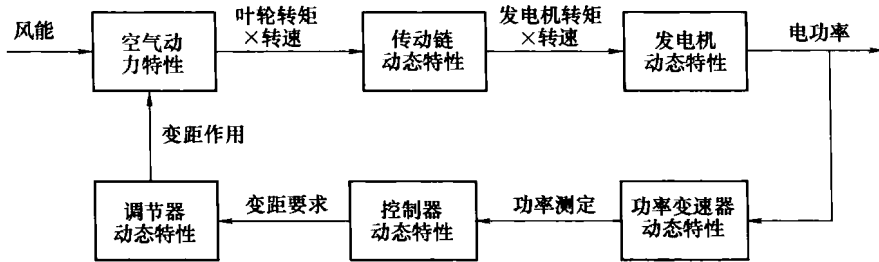 风能
空气动
力特性
叶轮转矩
×转速
传动链
动态特性
发电机转矩
×转速
发电机
动态特性
电功率
变距作用
调节器
动态特性
变距要求
控制器
动态特性
功率测定
功率变速器
动态特性